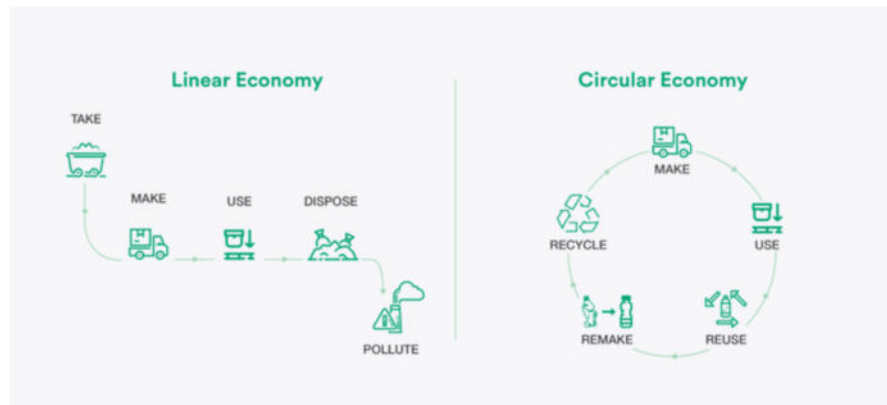 Linear Economy
TAKE
MAKE
USE
DISPOSE
POLLUTE
Circular Economy
MAKE
USE
REUSE
REMAKE
RECYCLE